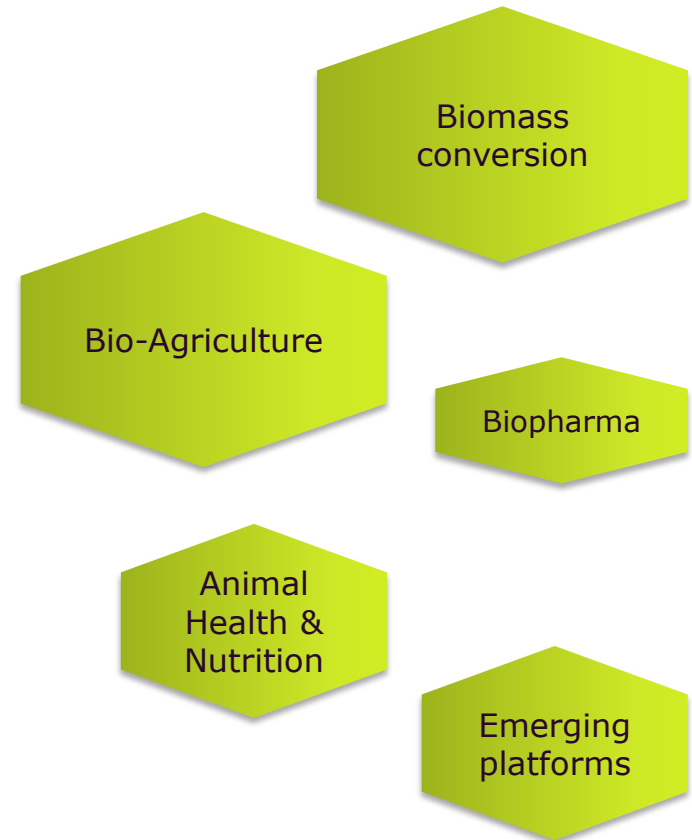 Biomass
conversion
Bio-Agriculture
Biopharma
Animal
Health &
Nutrition
Emerging
platforms